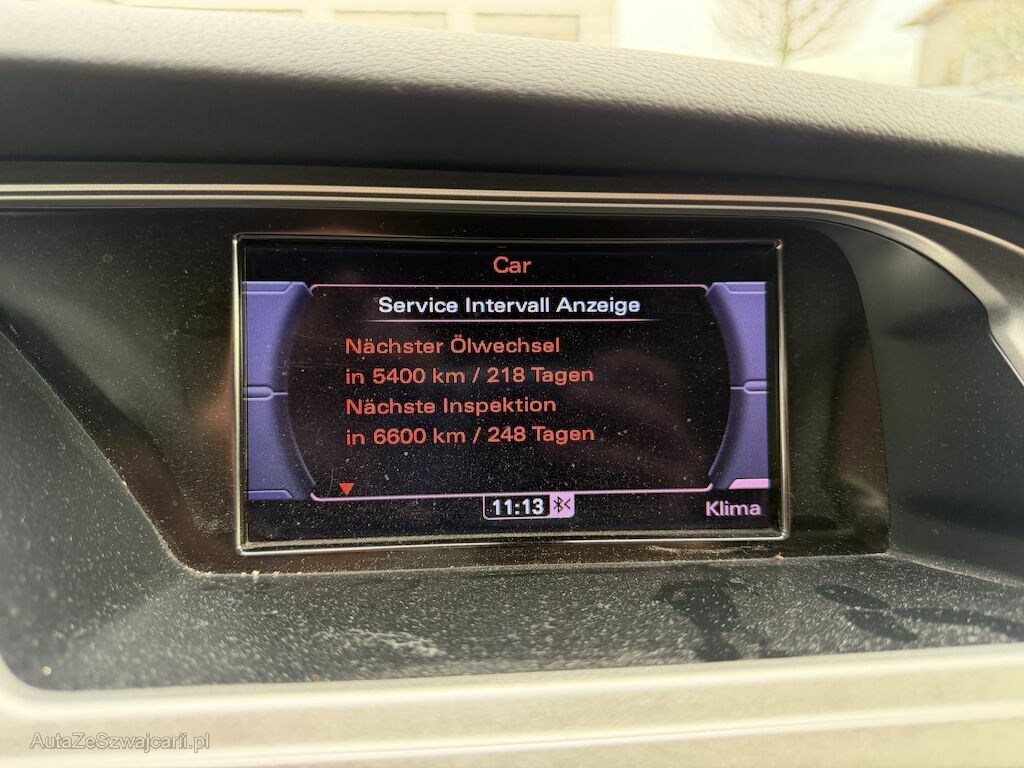 Car
Service Intervall Anzeige
Nächster Ölwechsel
in 5400 km / 218 Tagen
Nächste Inspektion
in 6600 km / 248 Tagen
11:13
Klima
AutaZeSzwajcarii.pl